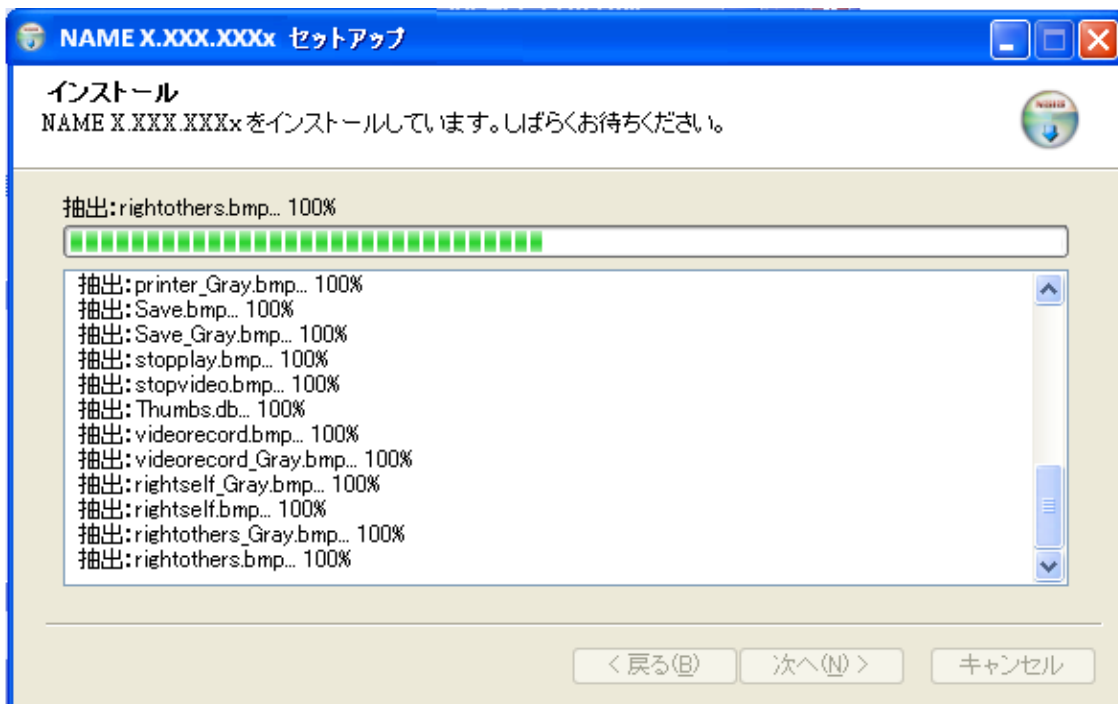 NAME X.XXX.XXXx セットアップ
インストール
NAME X.XXX.XXXx をインストールしています。しばらくお待ちください。
抽出:rightothers.bmp... 100%
抽出:printer_Gray.bmp... 100%
抽出:Save.bmp... 100%
抽出:Save_Gray.bmp... 100%
抽出:stopplay.bmp... 100%
抽出:stopvideo.bmp... 100%
抽出:Thumbs.db... 100%
抽出:videorecord.bmp... 100%
抽出:videorecord_Gray.bmp... 100%
抽出:rightself_Gray.bmp... 100%
抽出:rightself.bmp... 100%
抽出:rightothers_Gray.bmp... 100%
抽出:rightothers.bmp... 100%
< 戻る(B) 次へ(N) > キャンセル